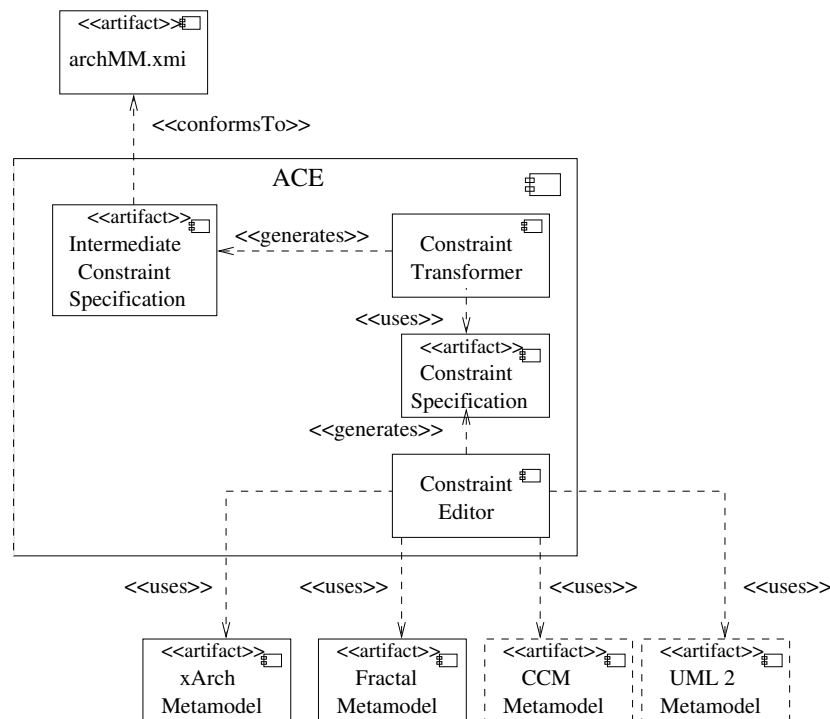 <<artifact>>
archMM.xmi
<<conformsTo>>
ACE
<<artifact>>
Intermediate
Constraint
Specification
<<generates>>
Constraint
Transformer
<<uses>>
<<artifact>>
Constraint
Specification
<<generates>>
Constraint
Editor
<<uses>>
<<uses>>
<<uses>>
<<uses>>
<<artifact>>
xArch
Metamodel
<<artifact>>
Fractal
Metamodel
<<artifact>>
CCM
Metamodel
<<artifact>>
UML 2
Metamodel